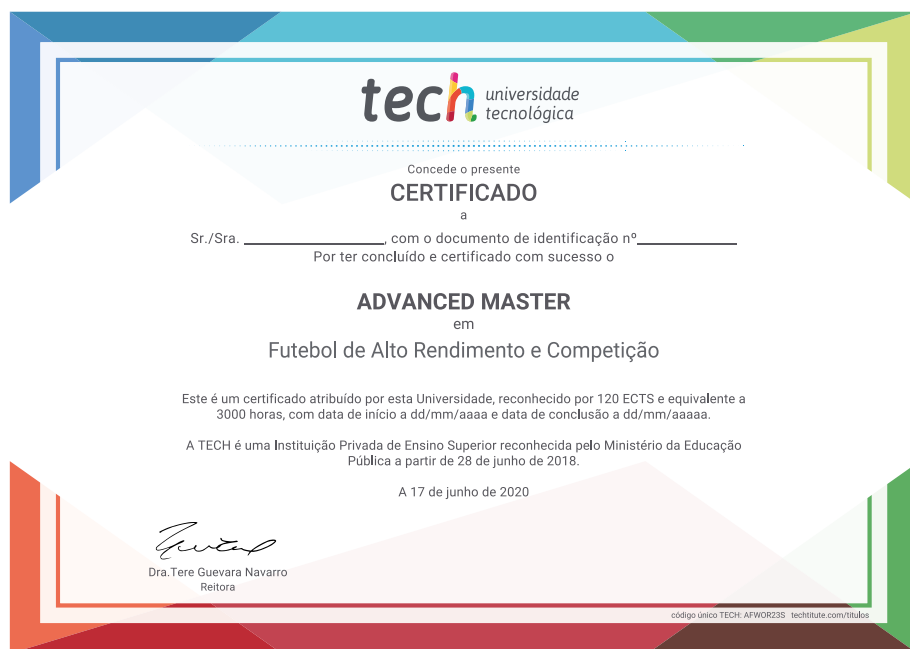 tech universidade
tecnológica
Concede o presente
CERTIFICADO
a
Sr./Sra. ________________, com o documento de identificação nº____________
Por ter concluído e certificado com sucesso o
ADVANCED MASTER
em
Futebol de Alto Rendimento e Competição
Este é um certificado atribuído por esta Universidade, reconhecido por 120 ECTS e equivalente a
3000 horas, com data de início a dd/mm/aaaa e data de conclusão a dd/mm/aaaaa.
A TECH é uma Instituição Privada de Ensino Superior reconhecida pelo Ministério da Educação
Pública a partir de 28 de junho de 2018.
A 17 de junho de 2020
Dra.Tere Guevara Navarro
Reitora
código único TECH: AFWOR23S techtitute.com/titulos